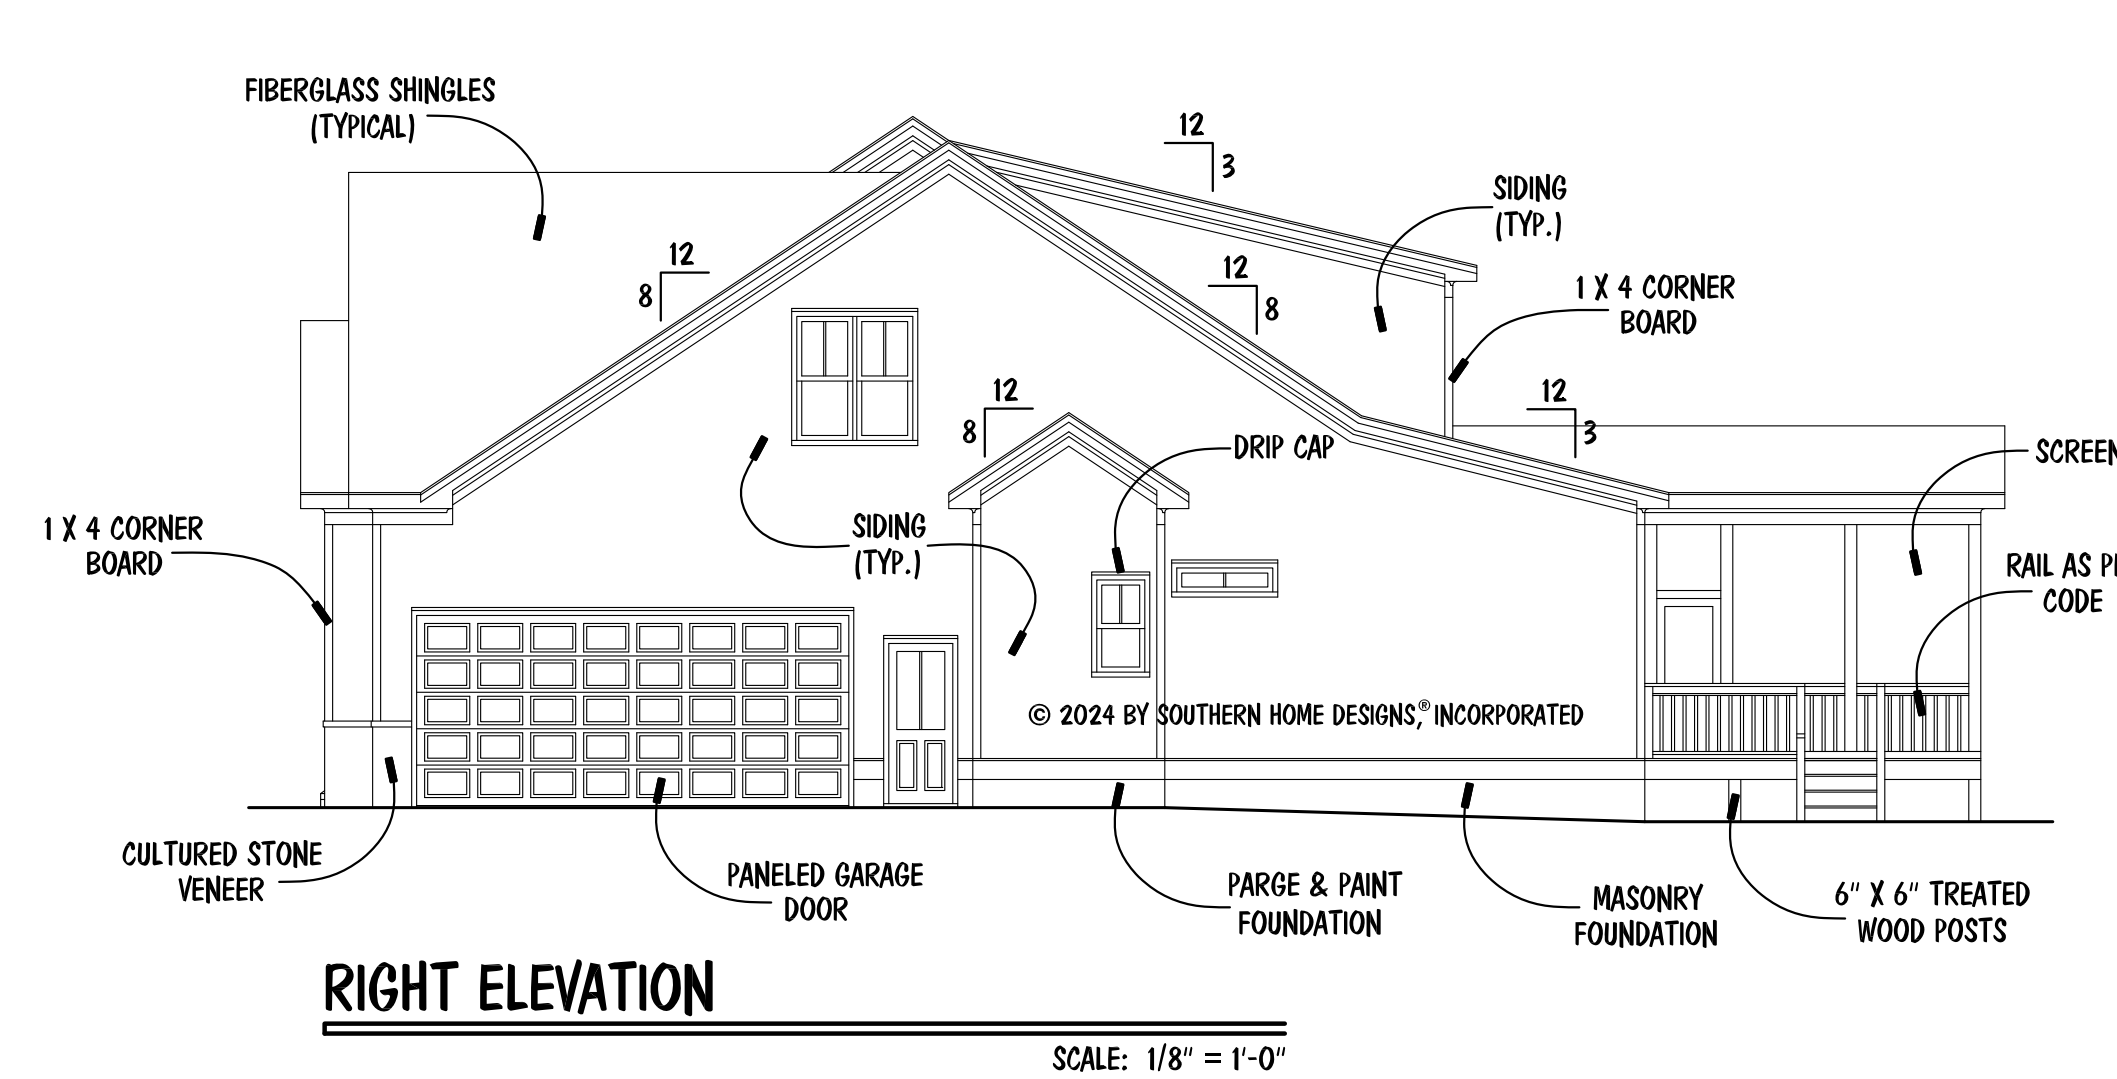 FIBERGLASS SHINGLES
(TYPICAL)
12
3
SIDING
(TYP.)
12
8
12
8
1 X 4 CORNER
BOARD
12
8
12
3
DRIP CAP
SCREEN
1 X 4 CORNER
BOARD
SIDING
(TYP.)
RAIL AS
CODE
© 2024 BY SOUTHERN HOME DESIGNS,® INCORPORATED
CULTURED STONE
VENEER
PANELED GARAGE
DOOR
PARGE & PAINT
FOUNDATION
MASONRY
FOUNDATION
6" X 6" TREATED
WOOD POSTS
RIGHT ELEVATION
SCALE: 1/8" = 1'-0"